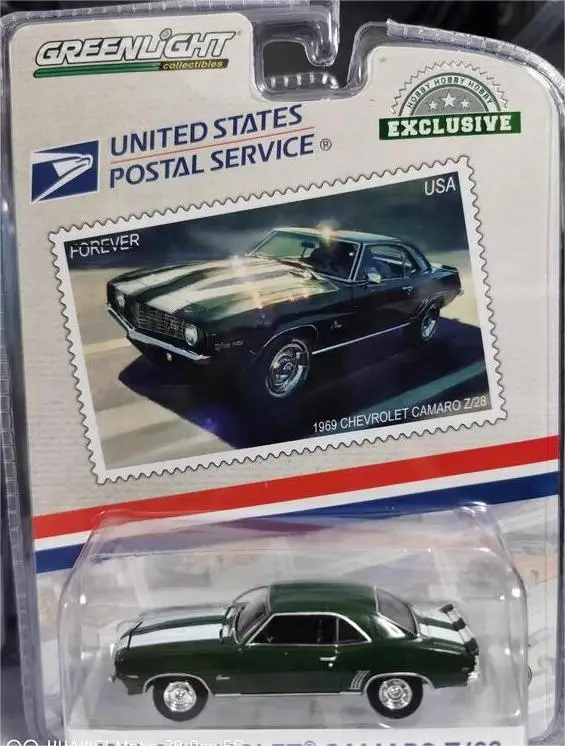 GREENLIGHT
collectibles
HOBBY HOBBY HOBBY
EXCLUSIVE
UNITED STATES
POSTAL SERVICE®
FOREVER
USA
1969 CHEVROLET CAMARO Z/28